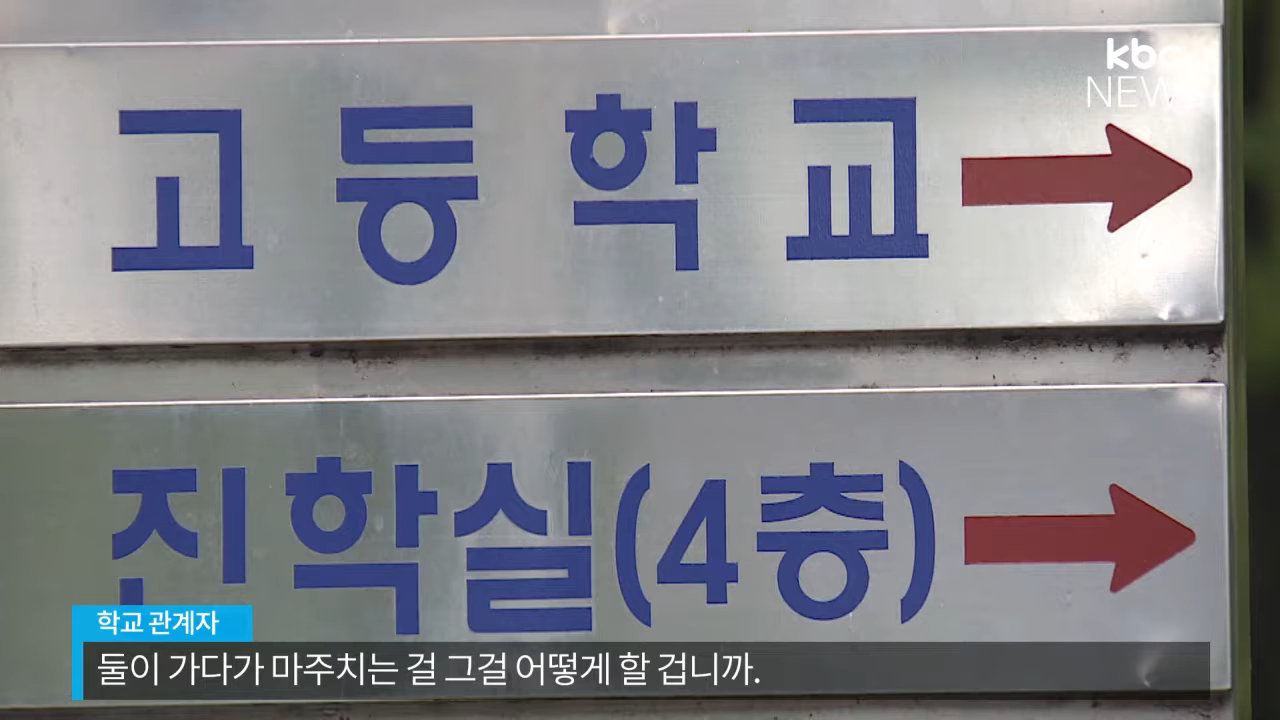 kbc
NEWS
고등학교
진학실(4층)
학교 관계자
둘이 가다가 마주치는 걸 그걸 어떻게 할 겁니까.